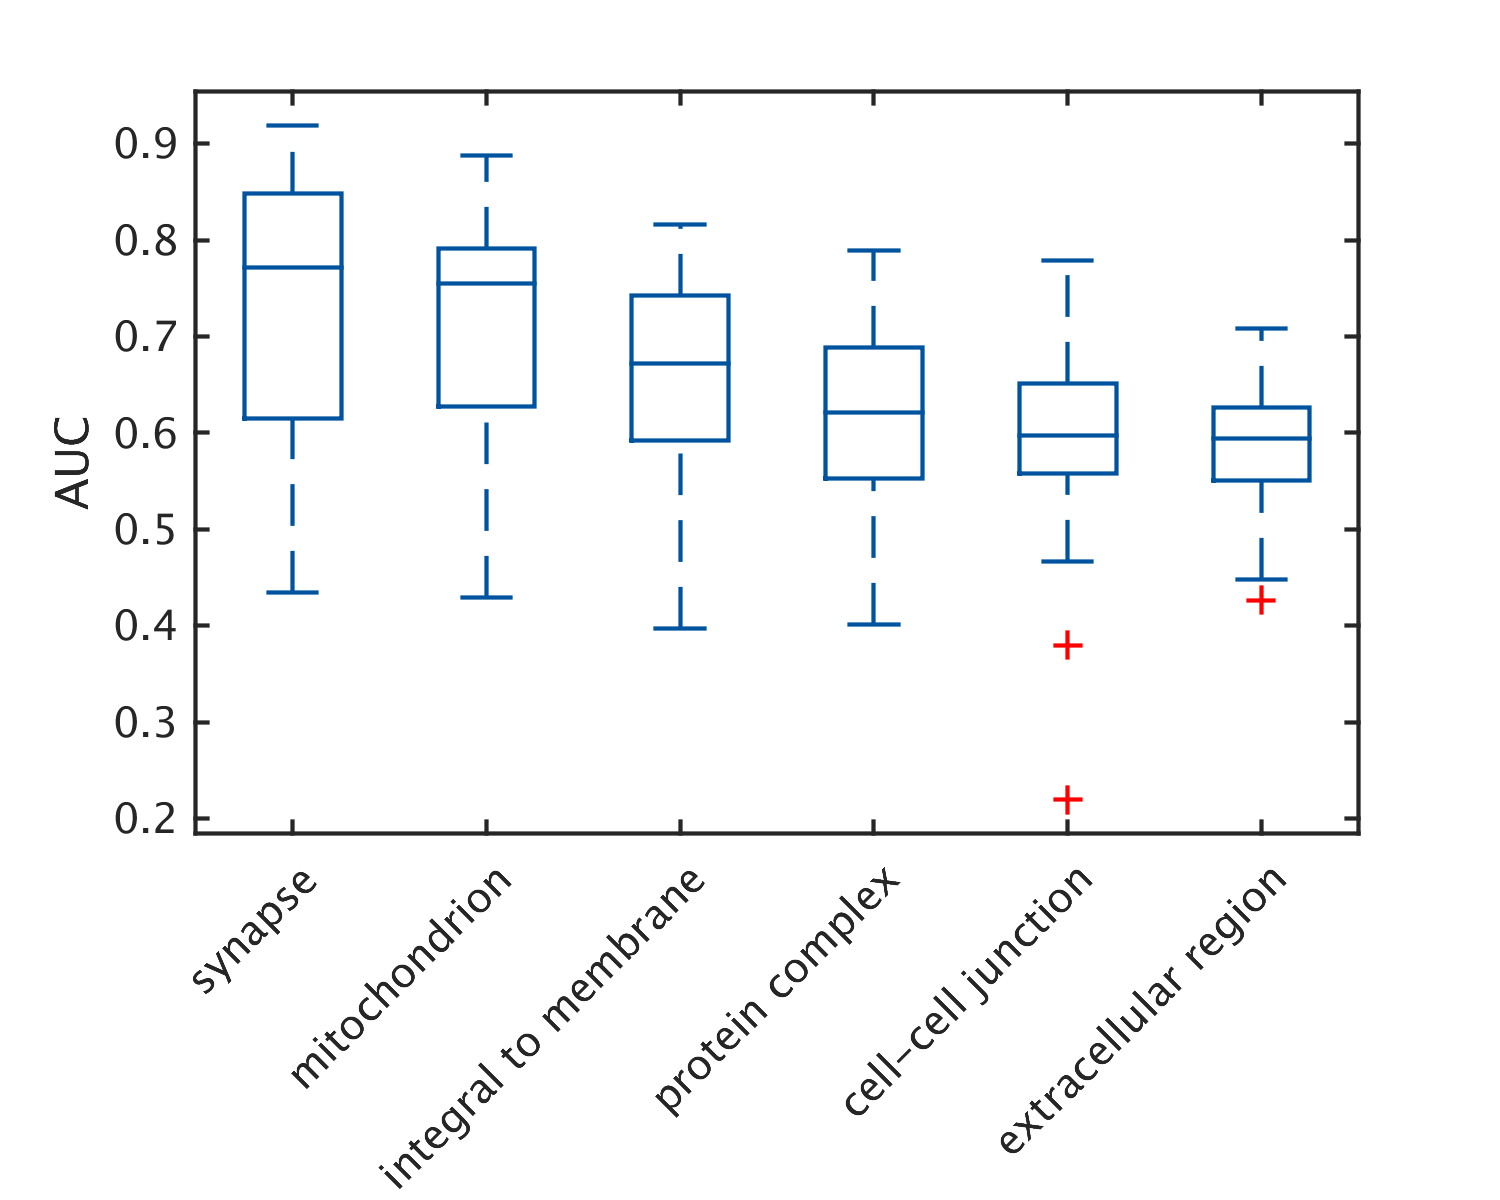 AUC
0.9
0.8
0.7
0.6
0.5
0.4
0.3
0.2
synapse
mitochondrion
integral to membrane
protein complex
cell–cell junction
extracellular region